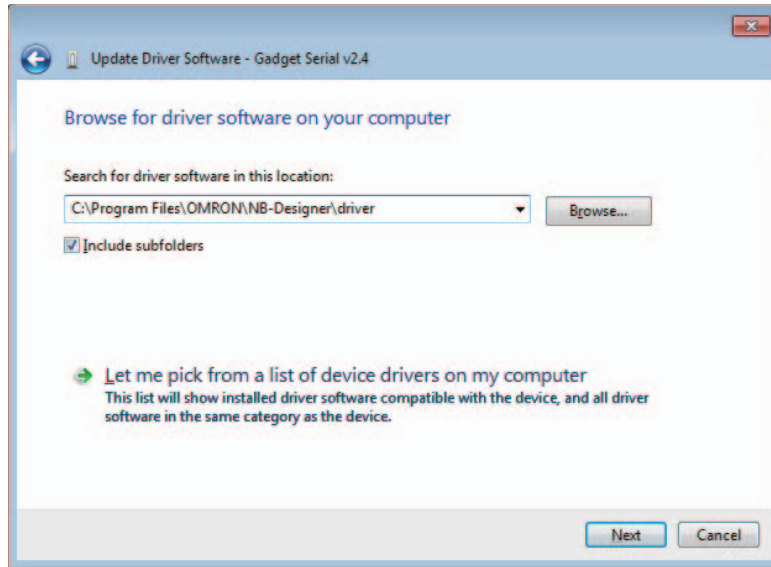 Update Driver Software - Gadget Serial v2.4
Browse for driver software on your computer
Search for driver software in this location:
C:\Program Files\OMRON\NB-Designer\driver
Browse...
Include subfolders
Let me pick from a list of device drivers on my computer
This list will show installed driver software compatible with the device, and all driver
software in the same category as the device.
Next
Cancel